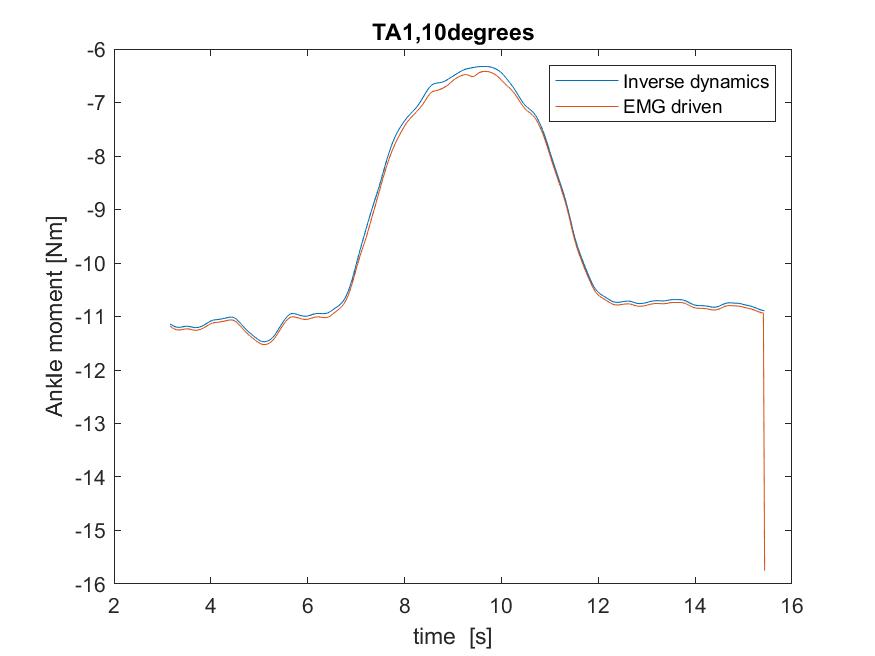 TA1,10degrees
Inverse dynamics
EMG driven
Ankle moment [Nm]
-6
-7
-8
-9
-10
-11
-12
-13
-14
-15
-16
2 4 6 8 10 12 14 16
time [s]